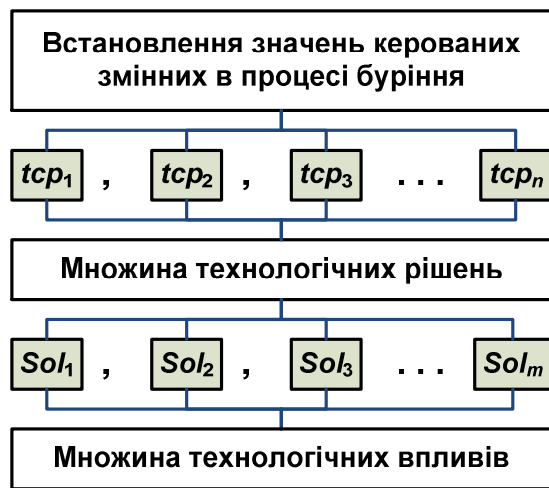 Встановлення значень керованих
змінних в процесі буріння
tcp₁ , tcp₂ , tcp₃ . . . tcpₙ
Множина технологічних рішень
Sol₁ , Sol₂ , Sol₃ . . . Solₘ
Множина технологічних впливів